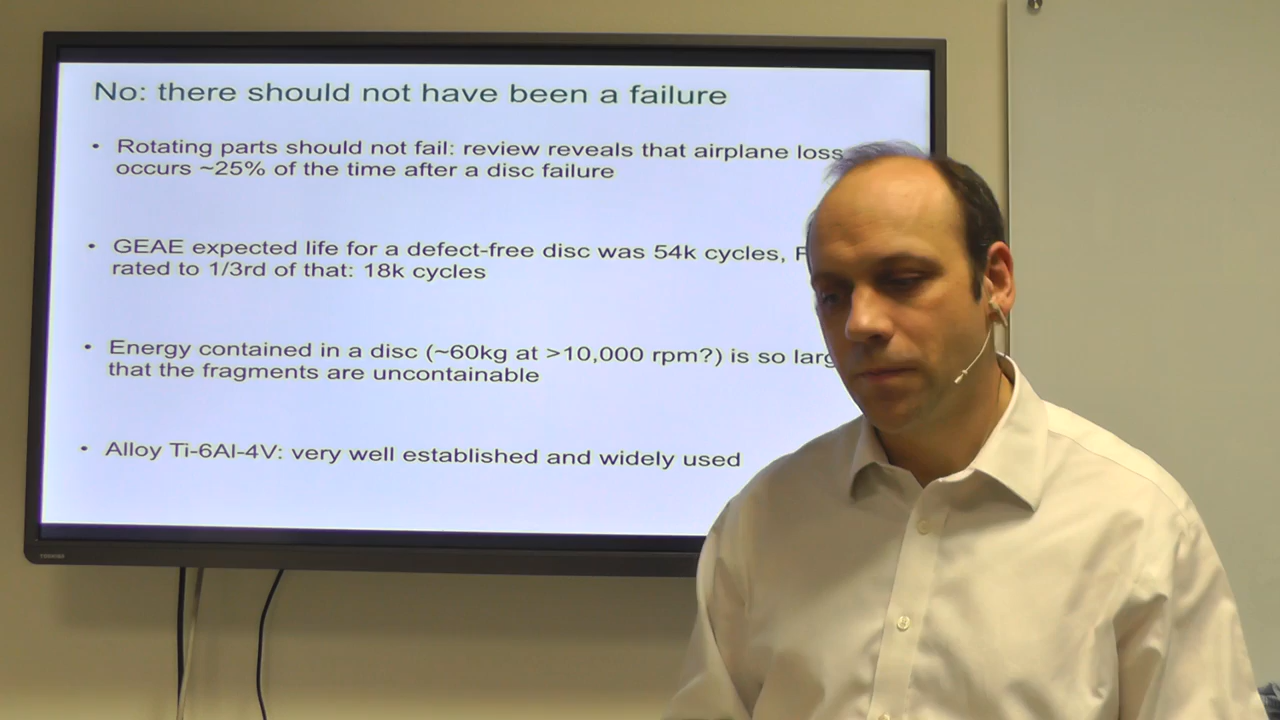 No: there should not have been a failure
• Rotating parts should not fail: review reveals that airplane loss
occurs ~25% of the time after a disc failure
• GEAE expected life for a defect-free disc was 54k cycles,
rated to 1/3rd of that: 18k cycles
• Energy contained in a disc (~60kg at >10,000 rpm?) is so
that the fragments are uncontainable
• Alloy Ti-6Al-4V: very well established and widely used
TOSHIBA